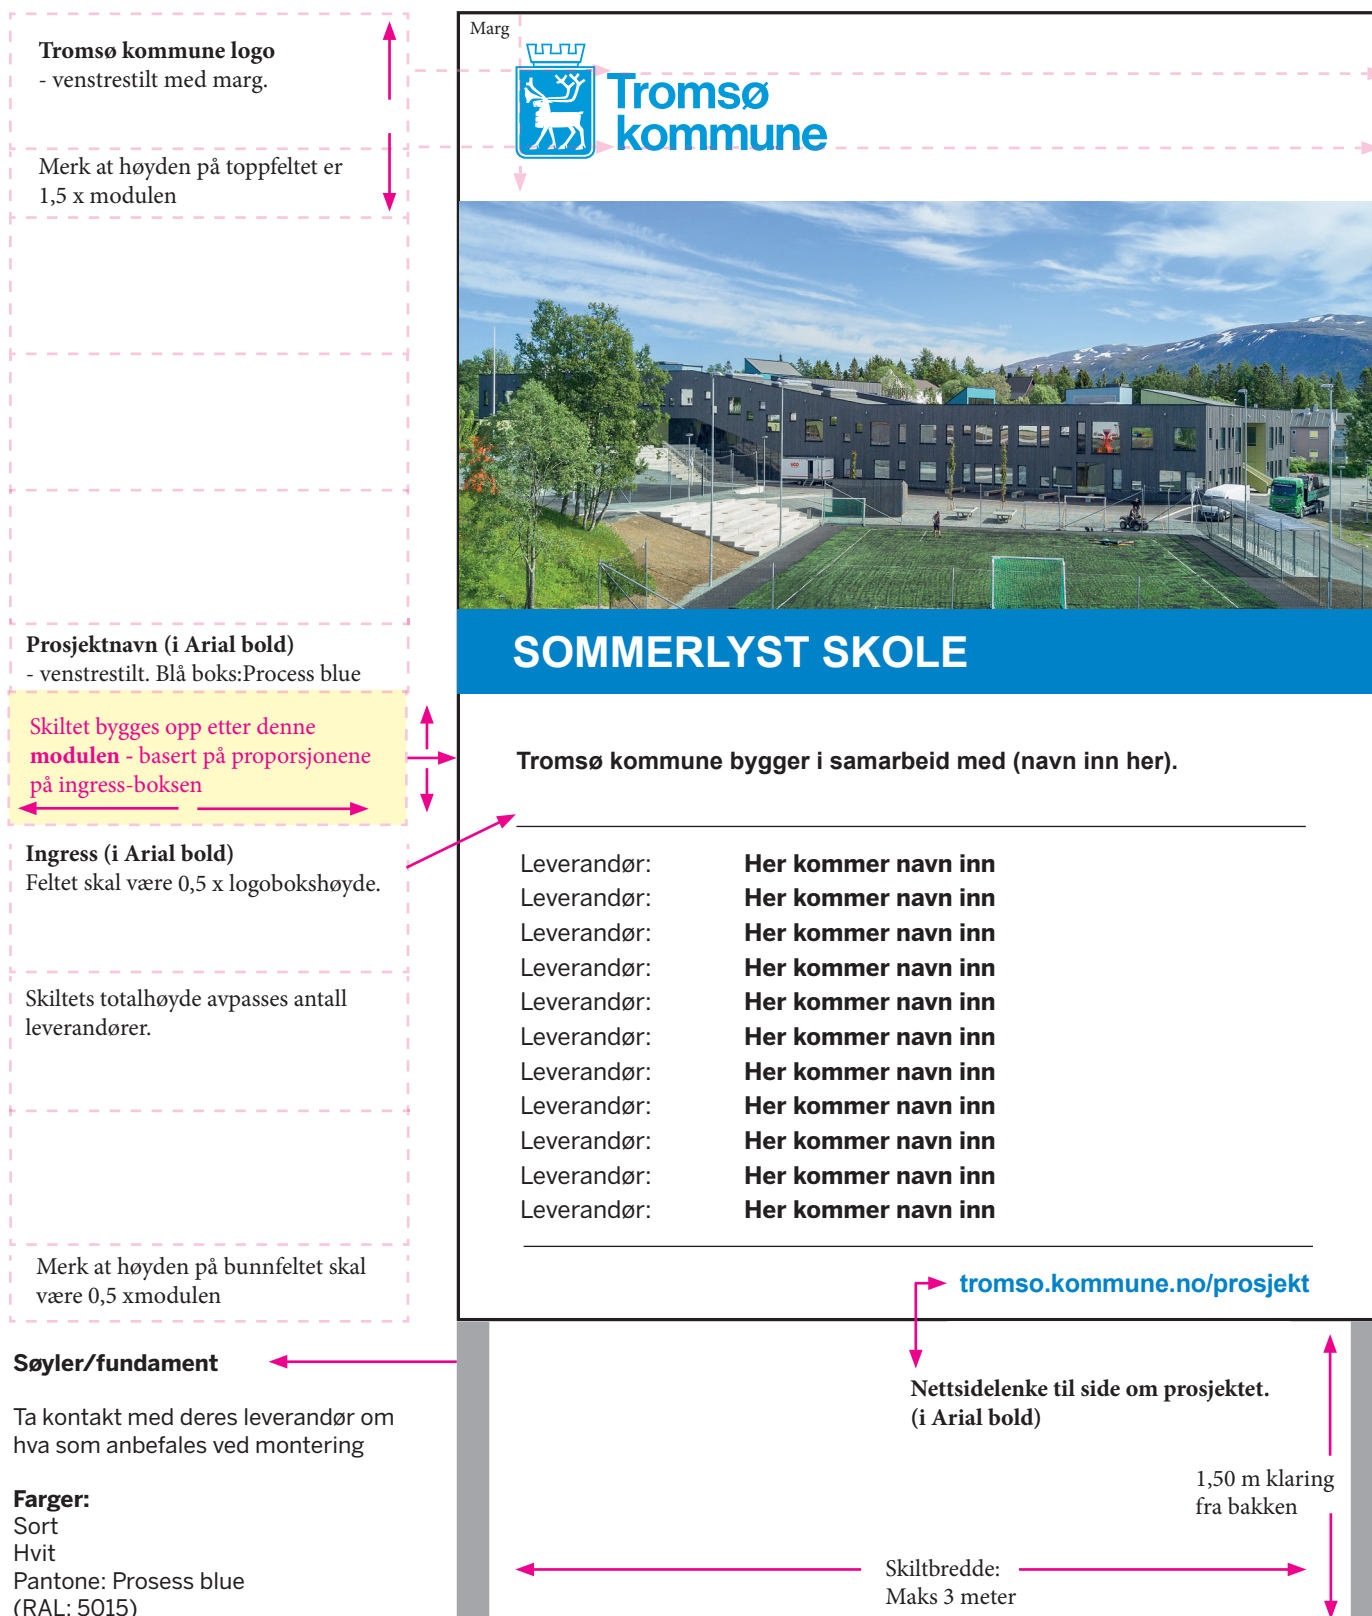 Tromsø kommune logo
- venstrestilt med marg.
Merk at høyden på toppfeltet er
1,5 x modulen
Prosjektnavn (i Arial bold)
- venstrestilt. Blå boks:Process blue
Skiltet bygges opp etter denne
modulen - basert på proporsjonene
på ingress-boksen
Ingress (i Arial bold)
Feltet skal være 0,5 x logobokshøyde.
Skiltets totalhøyde avpasses antall
leverandører.
Merk at høyden på bunnfeltet skal
være 0,5 xmodulen
Søyler/fundament
Ta kontakt med deres leverandør om
hva som anbefales ved montering
Farger:
Sort
Hvit
Pantone: Prosess blue
(RAL: 5015)
Marg
Tromsø
kommune
SOMMERLYST SKOLE
Tromsø kommune bygger i samarbeid med (navn inn her).
Leverandør: Her kommer navn inn
Leverandør: Her kommer navn inn
Leverandør: Her kommer navn inn
Leverandør: Her kommer navn inn
Leverandør: Her kommer navn inn
Leverandør: Her kommer navn inn
Leverandør: Her kommer navn inn
Leverandør: Her kommer navn inn
Leverandør: Her kommer navn inn
Leverandør: Her kommer navn inn
Leverandør: Her kommer navn inn
tromso.kommune.no/prosjekt
Nettsidelenke til side om prosjektet.
(i Arial bold)
1,50 m klaring
fra bakken
Skiltbredde:
Maks 3 meter